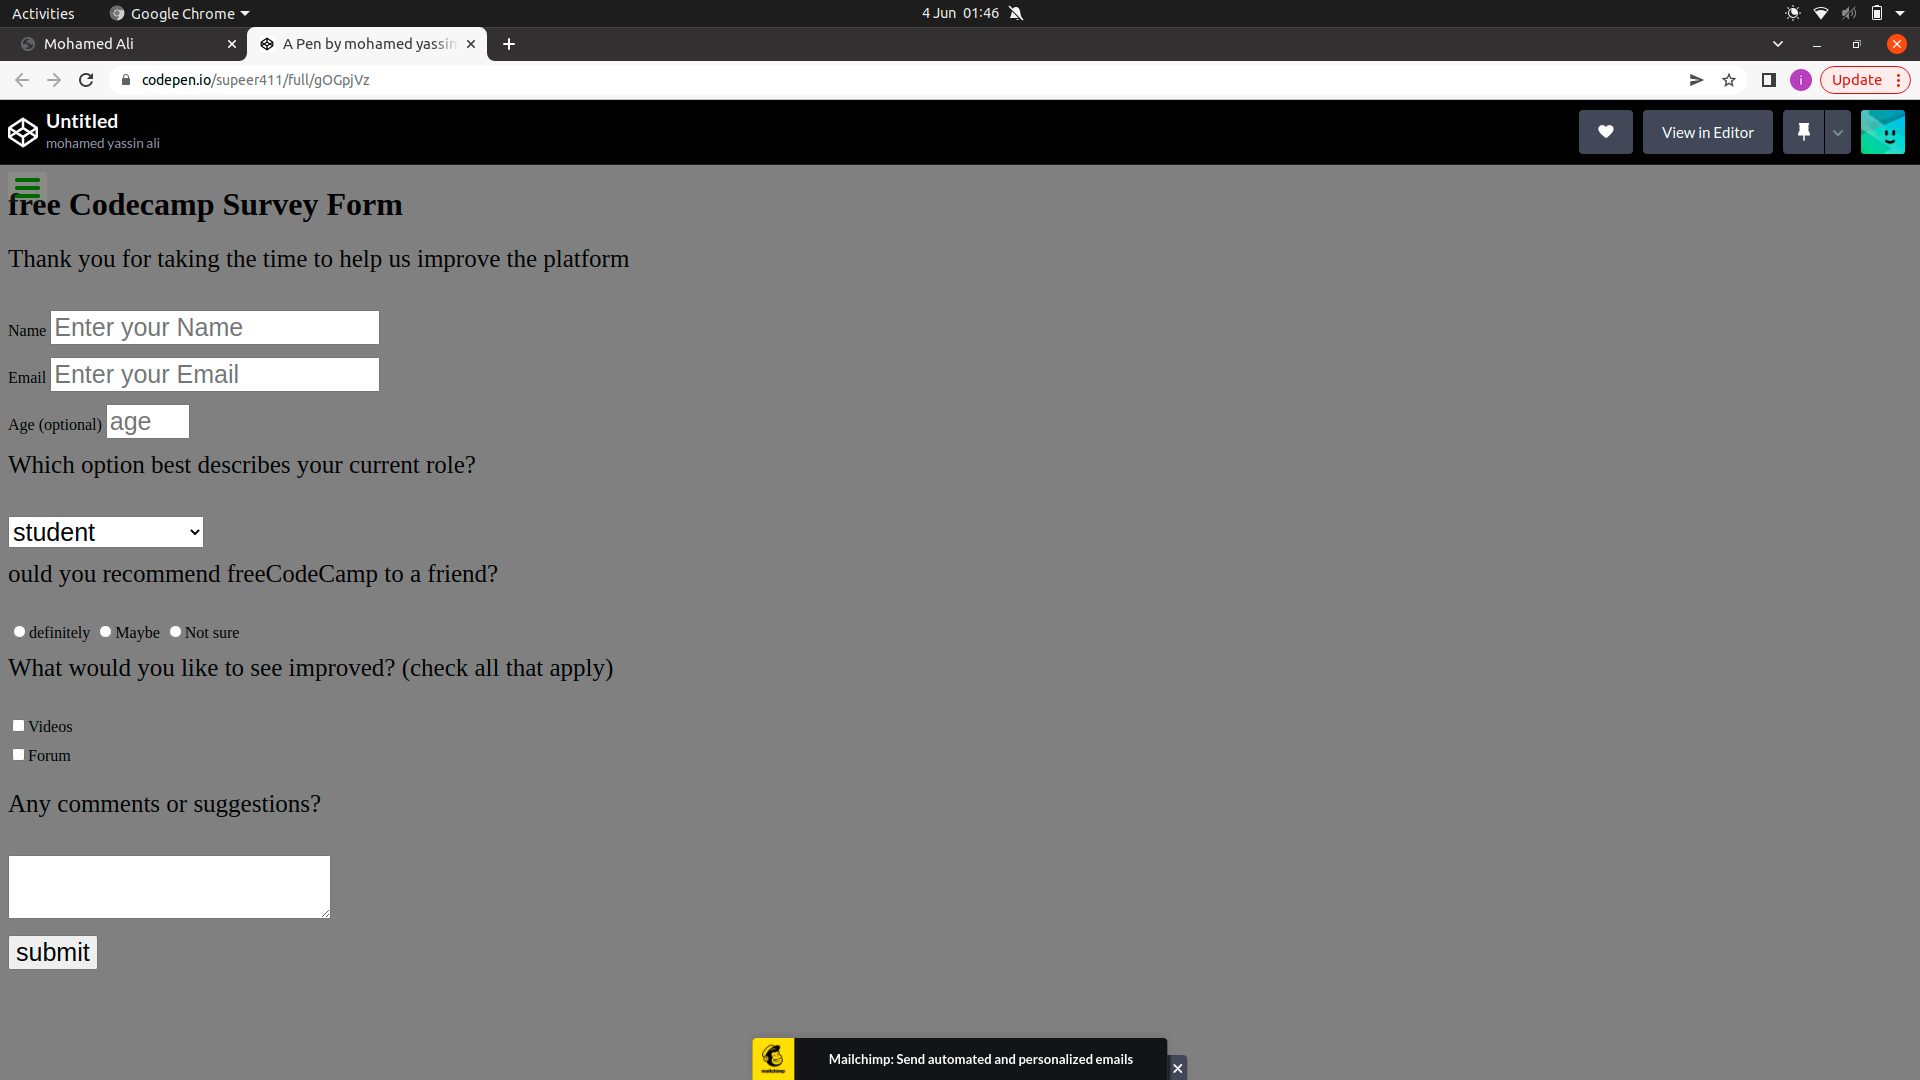 Activities
Google Chrome
4 Jun 01:46
Mohamed Ali
A Pen by mohamed yassin
codepen.io/supeer411/full/gOGpjVz
i
Update
Untitled
mohamed yassin ali
View in Editor
free Codecamp Survey Form
Thank you for taking the time to help us improve the platform
Name Enter your Name
Email Enter your Email
Age (optional) age
Which option best describes your current role?
student
ould you recommend freeCodeCamp to a friend?
definitely Maybe Not sure
What would you like to see improved? (check all that apply)
Videos
Forum
Any comments or suggestions?
submit
mailchimp
Mailchimp: Send automated and personalized emails